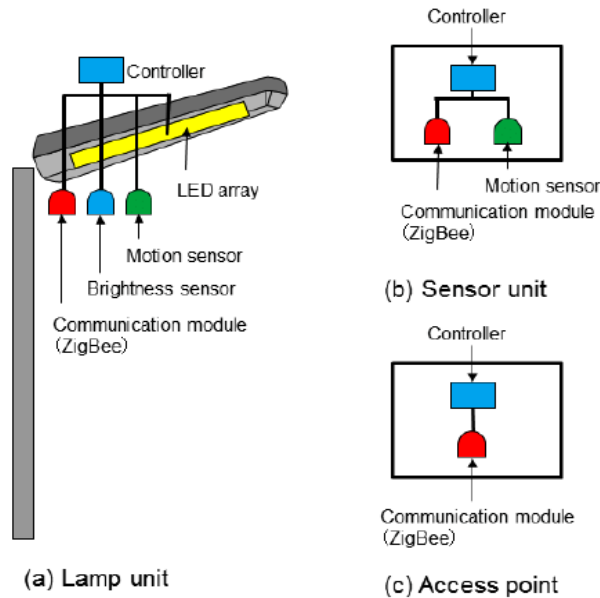 Controller
LED array
Motion sensor
Brightness sensor
Communication module
(ZigBee)
(a) Lamp unit
Controller
Motion sensor
Communication module
(ZigBee)
(b) Sensor unit
Controller
Communication module
(ZigBee)
(c) Access point